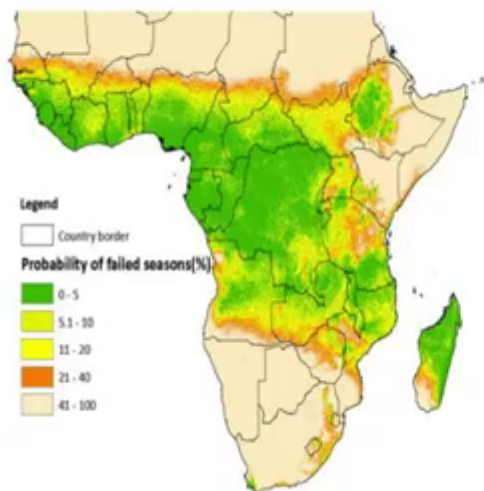 Legend
Country border
Probability of failed seasons(%)
0 - 5
5.1 - 10
11 - 20
21 - 40
41 - 100